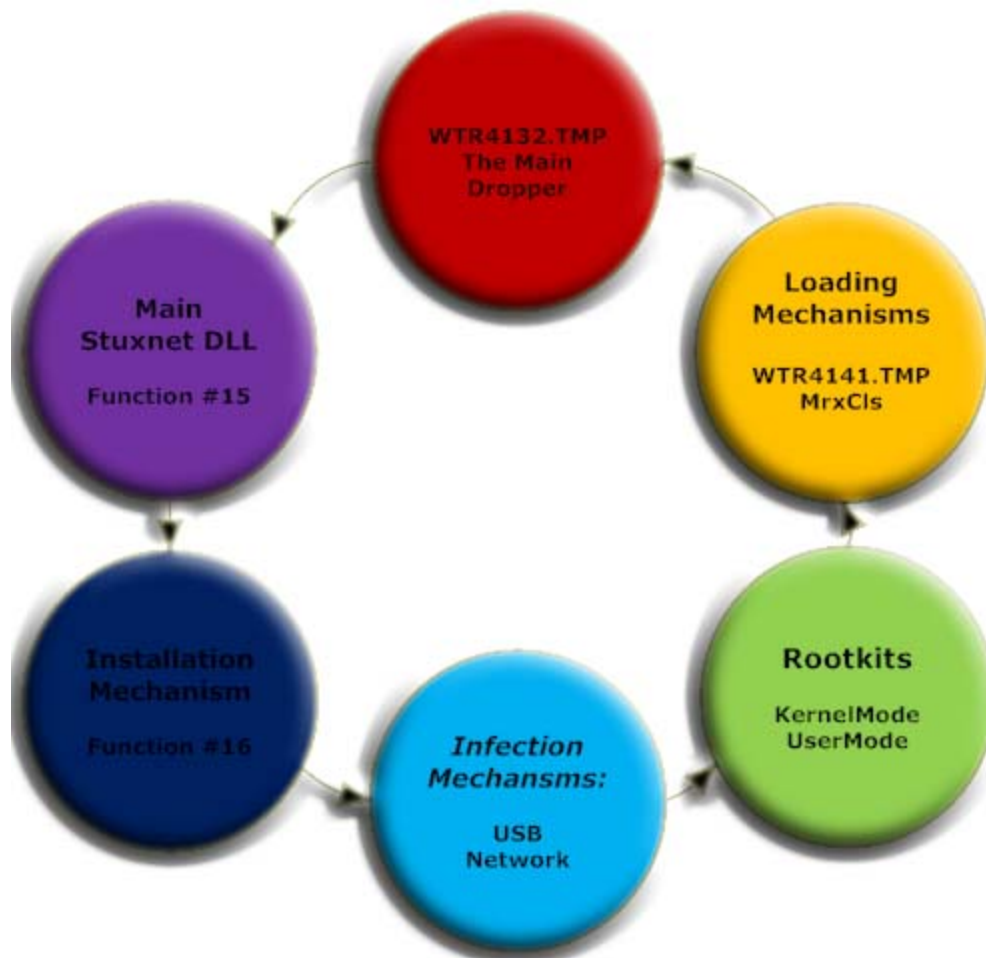 WTR4132.TMP
The Main
Dropper
Main
Stuxnet DLL
Function #15
Installation
Mechanism
Function #16
Infection
Mechansms:
USB
Network
Rootkits
KernelMode
UserMode
Loading
Mechanisms
WTR4141.TMP
MrxCls